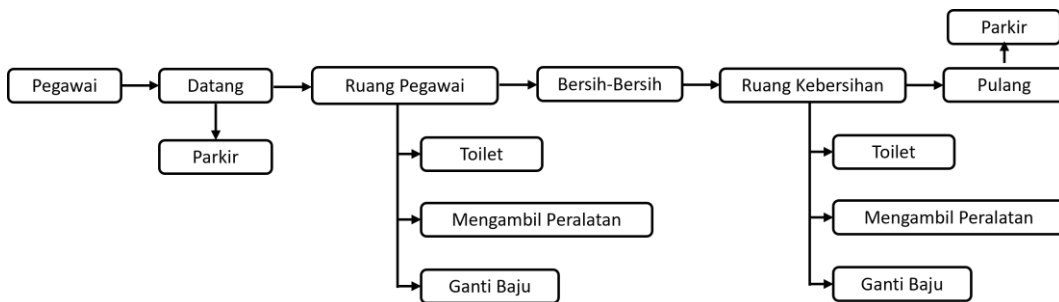 Parkir
Pegawai
Datang
Ruang Pegawai
Bersih-Bersih
Ruang Kebersihan
Pulang
Parkir
Toilet
Toilet
Mengambil Peralatan
Mengambil Peralatan
Ganti Baju
Ganti Baju